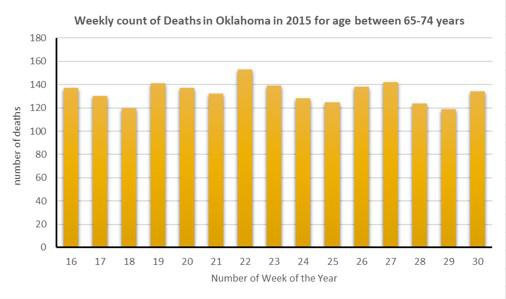 Weekly count of Deaths in Oklahoma in 2015 for age between 65-74 years
180
160
140
120
100
80
60
40
20
0
number of deaths
16 17 18 19 20 21 22 23 24 25 26 27 28 29 30
Number of Week of the Year